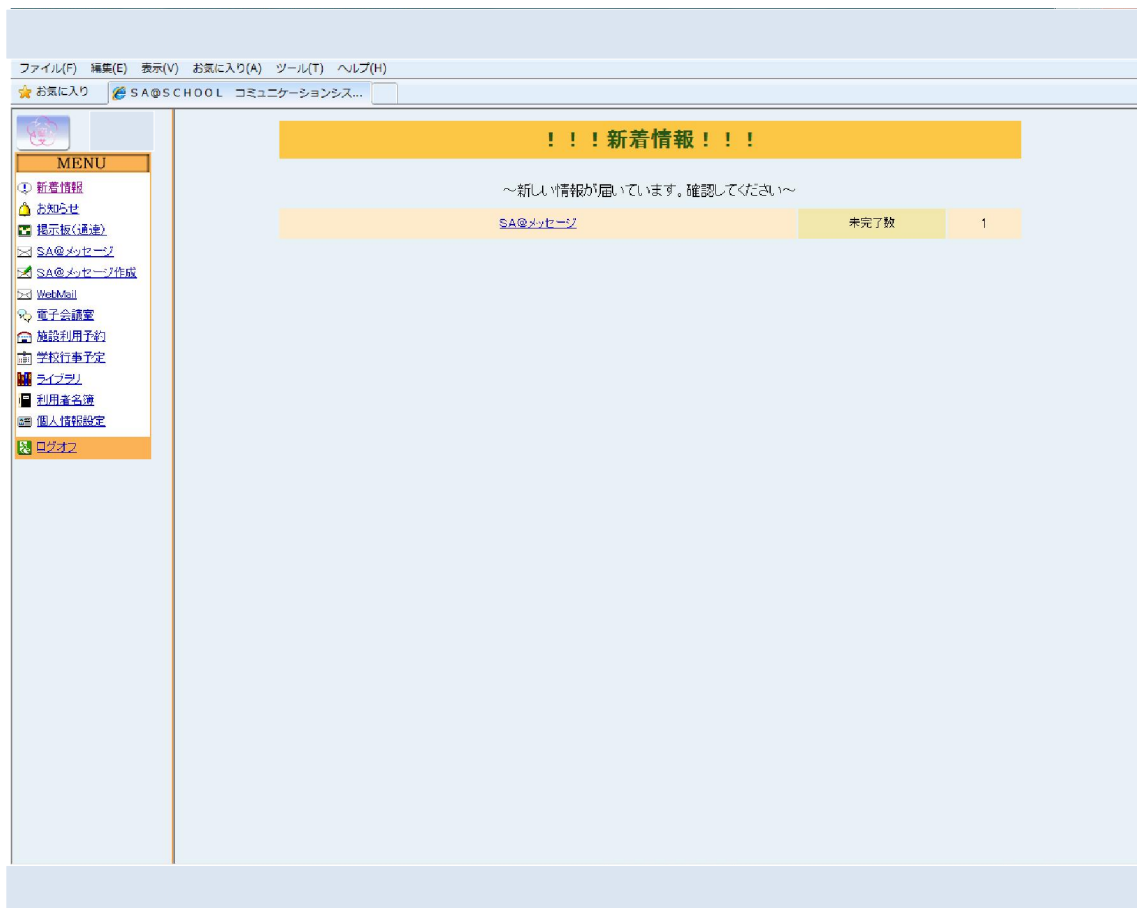 ファイル(F) 編集(E) 表示(V) お気に入り(A) ツール(T) ヘルプ(H)
お気に入り SA@SCHOOL コミュニケーションシス...
MENU
新着情報
お知らせ
掲示板(通達)
SA@メッセージ
SA@メッセージ作成
WebMail
電子会議室
施設利用予約
学校行事予定
ライブラリ
利用者名簿
個人情報設定
ログオフ
!!!新着情報!!!
～新しい情報が届いています。確認してください～
SA@メッセージ 未完了数 1